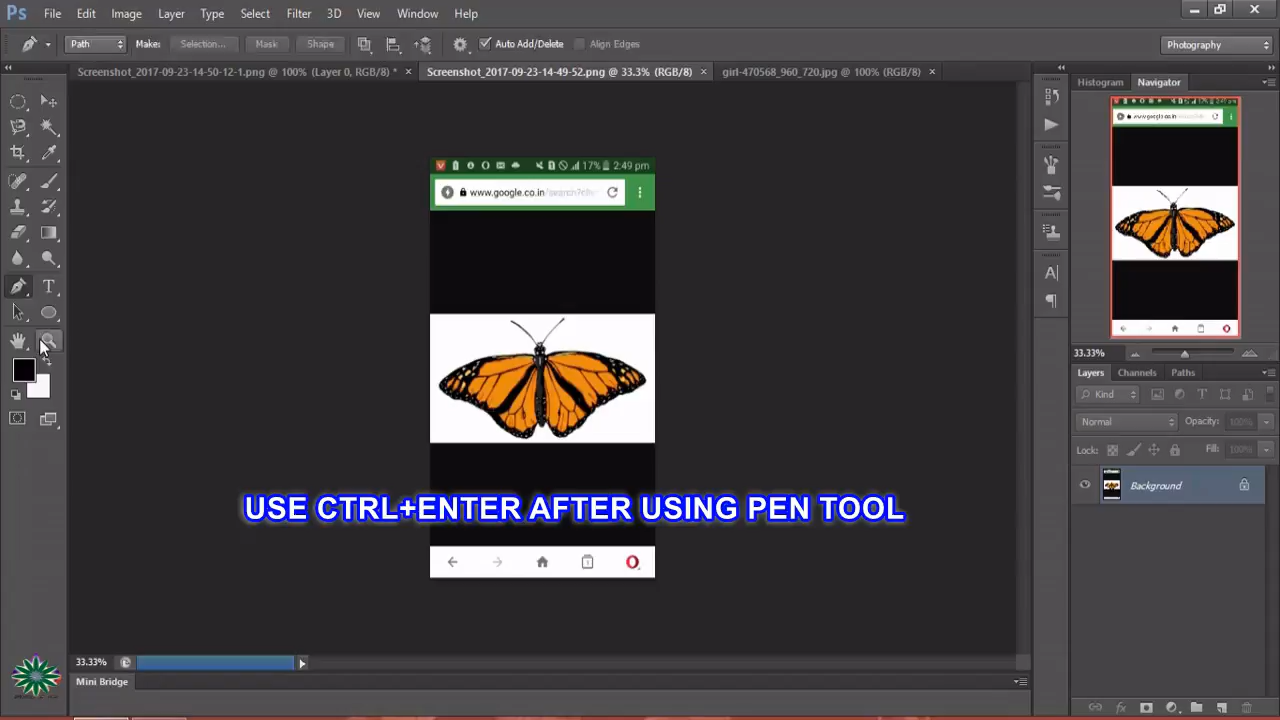 Ps File Edit Image Layer Type Select Filter 3D View Window Help
Path Make: Selection... Mask Shape Auto Add/Delete Align Edges Photography
Screenshot_2017-09-23-14-50-12-1.png @ 100% (Layer 0, RGB/8) * × Screenshot_2017-09-23-14-49-52.png @ 33.3% (RGB/8) × girl-470568_960_720.jpg @ 100% (RGB/8) ×
Histogram Navigator
17% 2:49 pm
www.google.co.in/search?
33.33%
Layers Channels Paths
Kind
Normal Opacity: 100%
Lock: Fill: 100%
Background
USE CTRL+ENTER AFTER USING PEN TOOL
33.33%
Mini Bridge